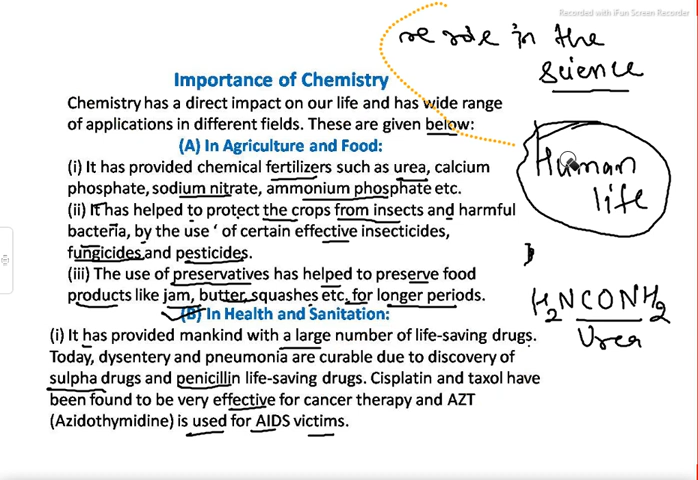 Recorded with iFun Screen Recorder
role in the
science
Importance of Chemistry
Chemistry has a direct impact on our life and has wide range
of applications in different fields. These are given below:
(A) In Agriculture and Food:
(i) It has provided chemical fertilizers such as urea, calcium
phosphate, sodium nitrate, ammonium phosphate etc.
(ii) It has helped to protect the crops from insects and harmful
bacteria, by the use ‘ of certain effective insecticides,
fungicides and pesticides.
(iii) The use of preservatives has helped to preserve food
products like jam, butter, squashes etc. for longer periods.
(B) In Health and Sanitation:
(i) It has provided mankind with a large number of life-saving drugs.
Today, dysentery and pneumonia are curable due to discovery of
sulpha drugs and penicillin life-saving drugs. Cisplatin and taxol have
been found to be very effective for cancer therapy and AZT
(Azidothymidine) is used for AIDS victims.
Human
life
H2NCONH2
Urea